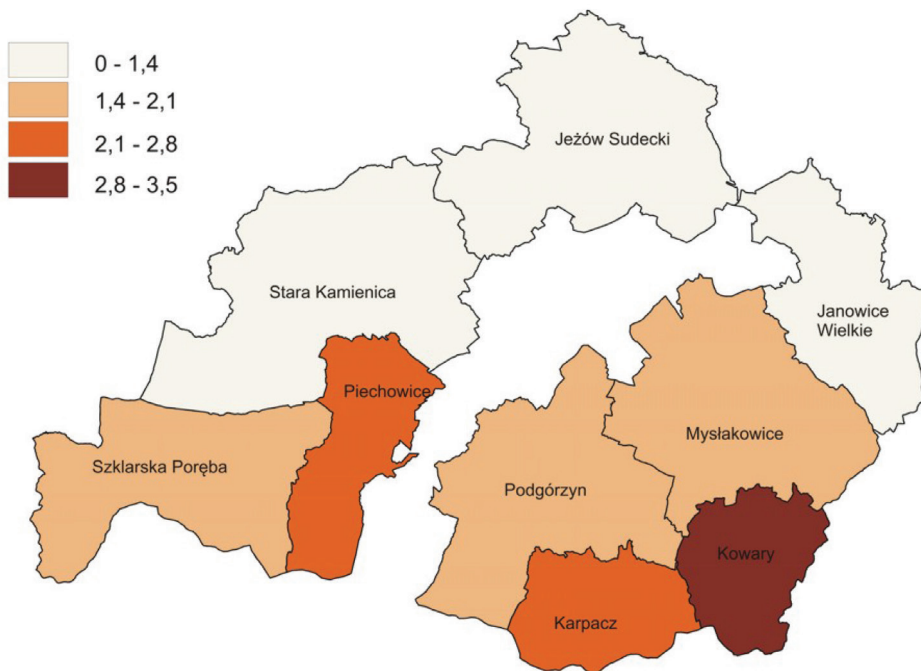 0 - 1,4
1,4 - 2,1
2,1 - 2,8
2,8 - 3,5
Jeżów Sudecki
Stara Kamienica
Janowice
Wielkie
Piechowice
Mysłakowice
Szklarska Poręba
Podgórzyn
Kowary
Karpacz